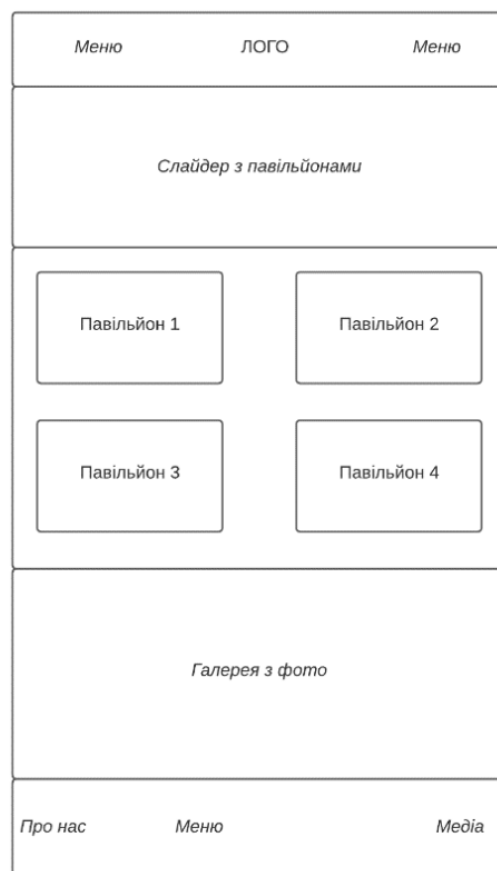 Меню ЛОГО Меню
Слайдер з павільйонами
Павільйон 1 Павільйон 2
Павільйон 3 Павільйон 4
Галерея з фото
Про нас Меню Медіа